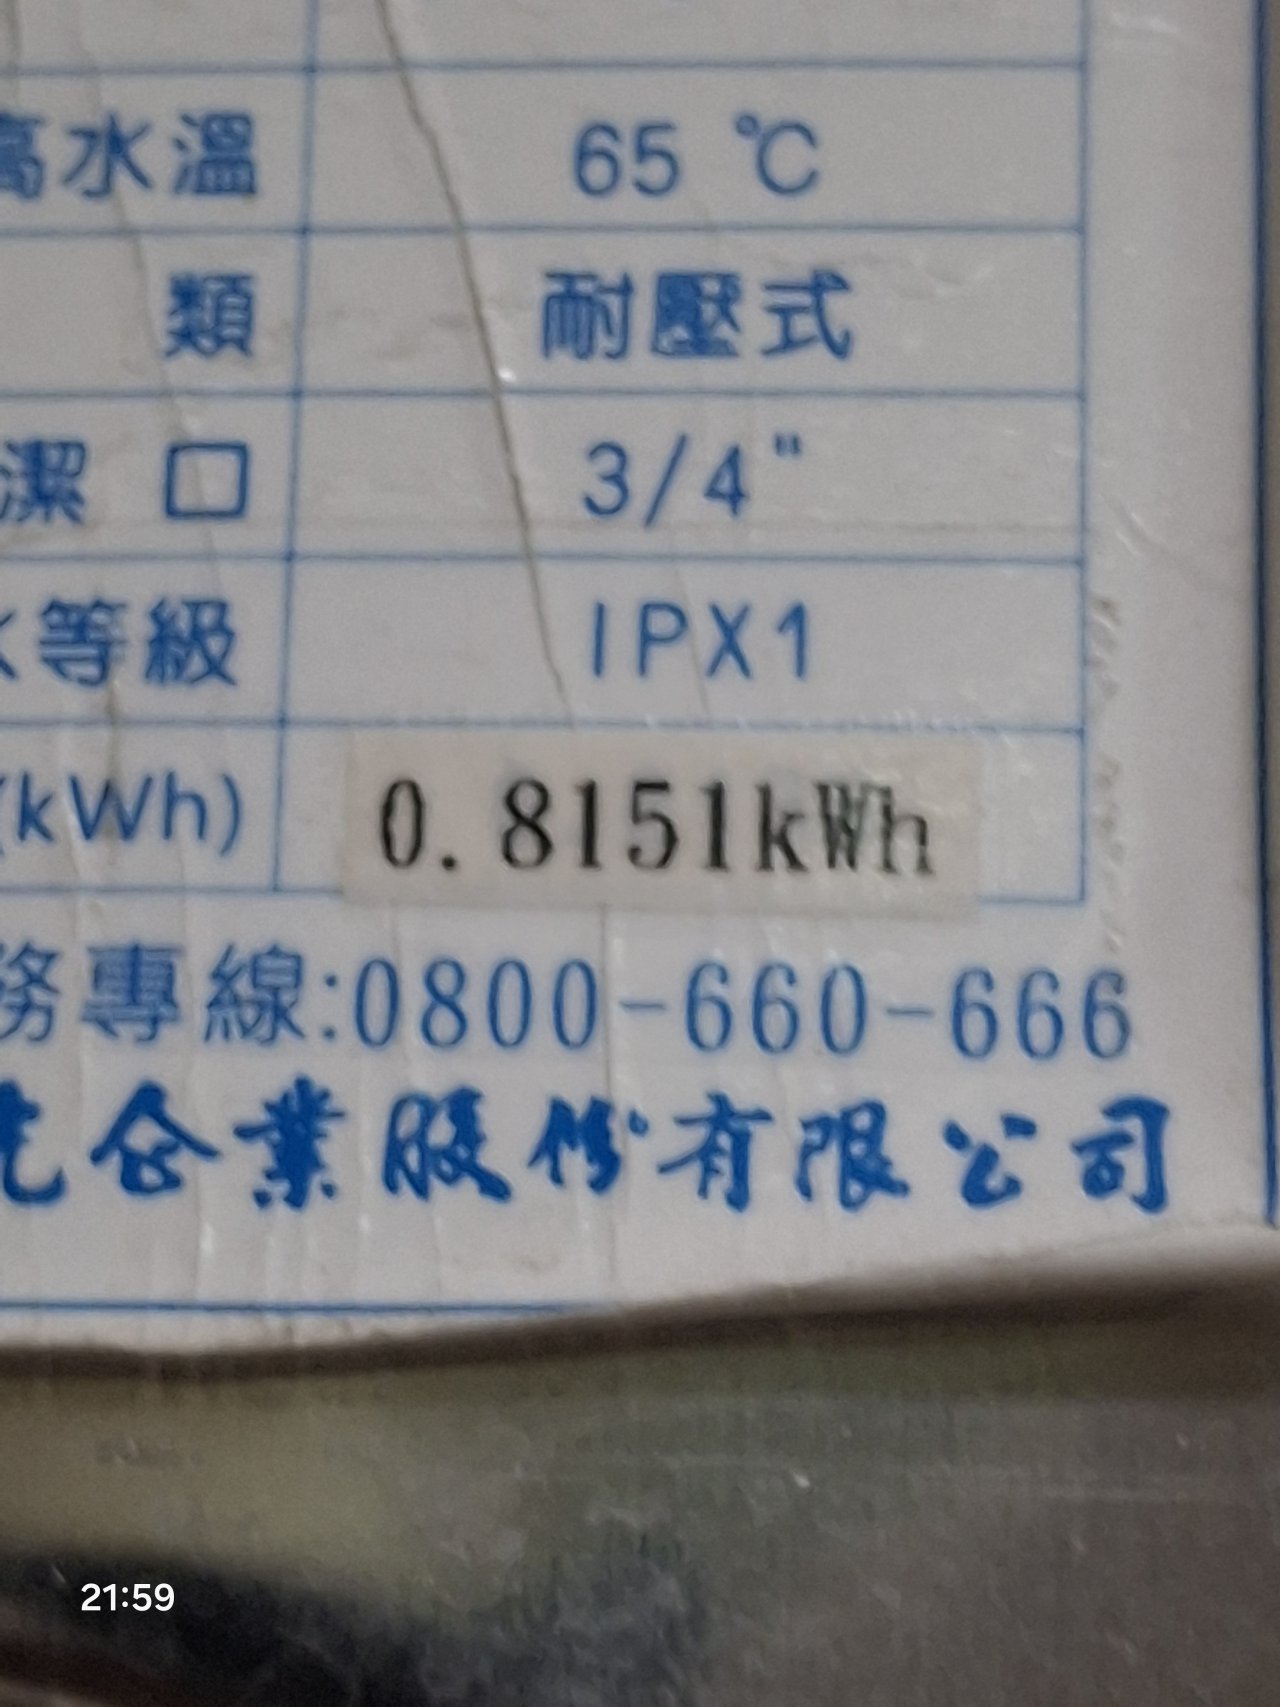 高水溫 65 ℃
類 耐壓式
潔 口 3/4"
水等級 IPX1
(kWh) 0.8151kWh
務專線:0800-660-666
企業股份有限公司
21:59